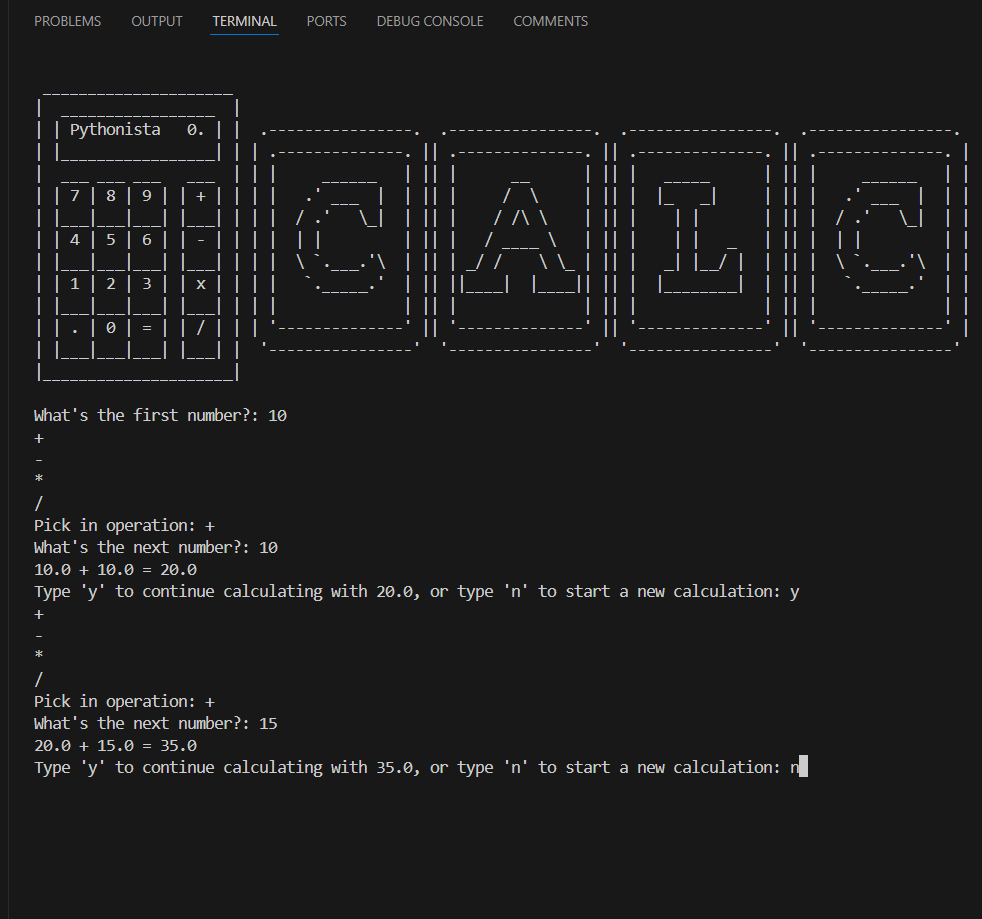 PROBLEMS OUTPUT TERMINAL PORTS DEBUG CONSOLE COMMENTS
Pythonista 0.
CALC
7 8 9 +
4 5 6 -
1 2 3 x
. 0 = /
What's the first number?: 10
+
-
*
/
Pick in operation: +
What's the next number?: 10
10.0 + 10.0 = 20.0
Type 'y' to continue calculating with 20.0, or type 'n' to start a new calculation: y
+
-
*
/
Pick in operation: +
What's the next number?: 15
20.0 + 15.0 = 35.0
Type 'y' to continue calculating with 35.0, or type 'n' to start a new calculation: n